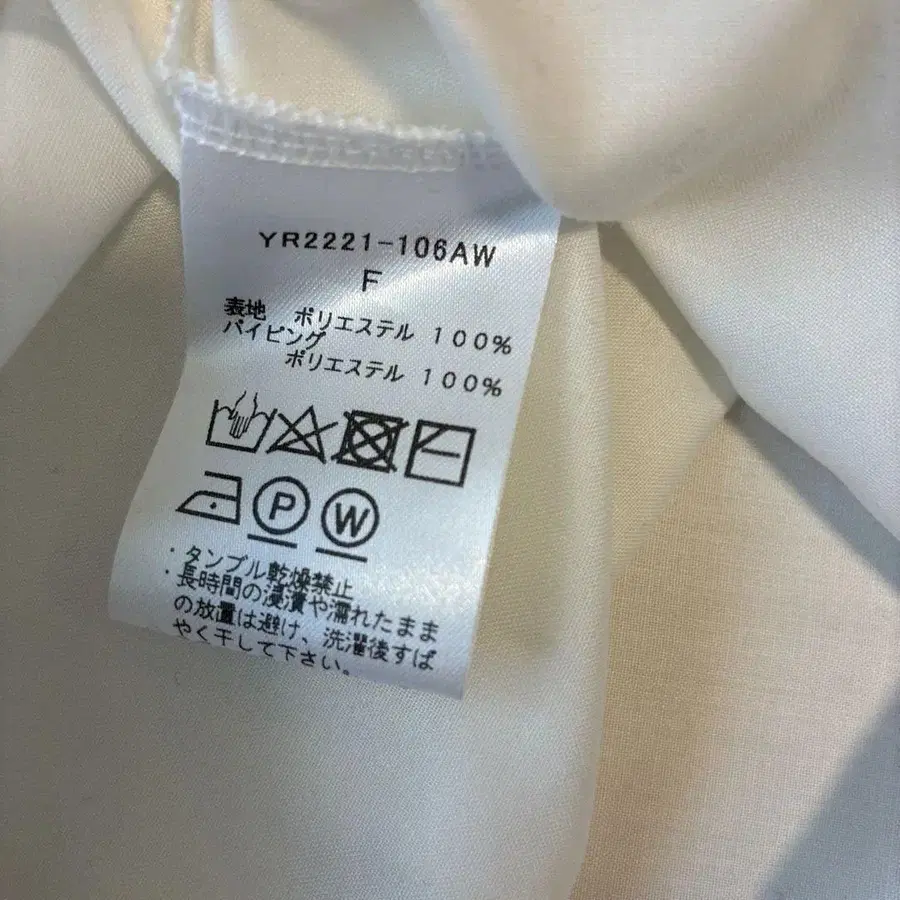 YR2221-106AW
F
表地 ポリエステル 100%
パイピング
ポリエステル 100%
P W
・タンブル乾燥禁止
・長時間の浸漬や濡れたまま
の放置は避け、洗濯後すば
やく干して下さい。